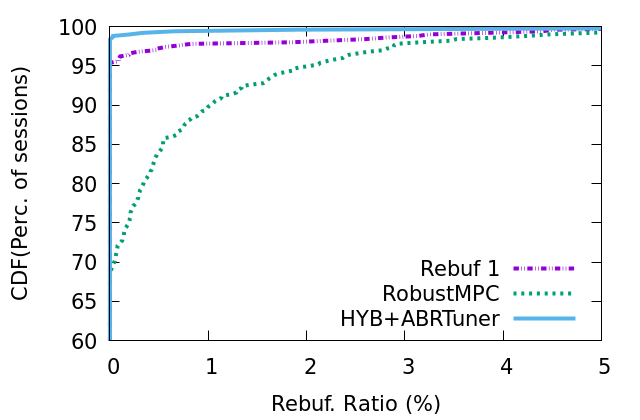 100
95
90
85
80
75
70
65
60
CDF(Perc. of sessions)
Rebuf 1
RobustMPC
HYB+ABRTuner
0 1 2 3 4 5
Rebuf. Ratio (%)